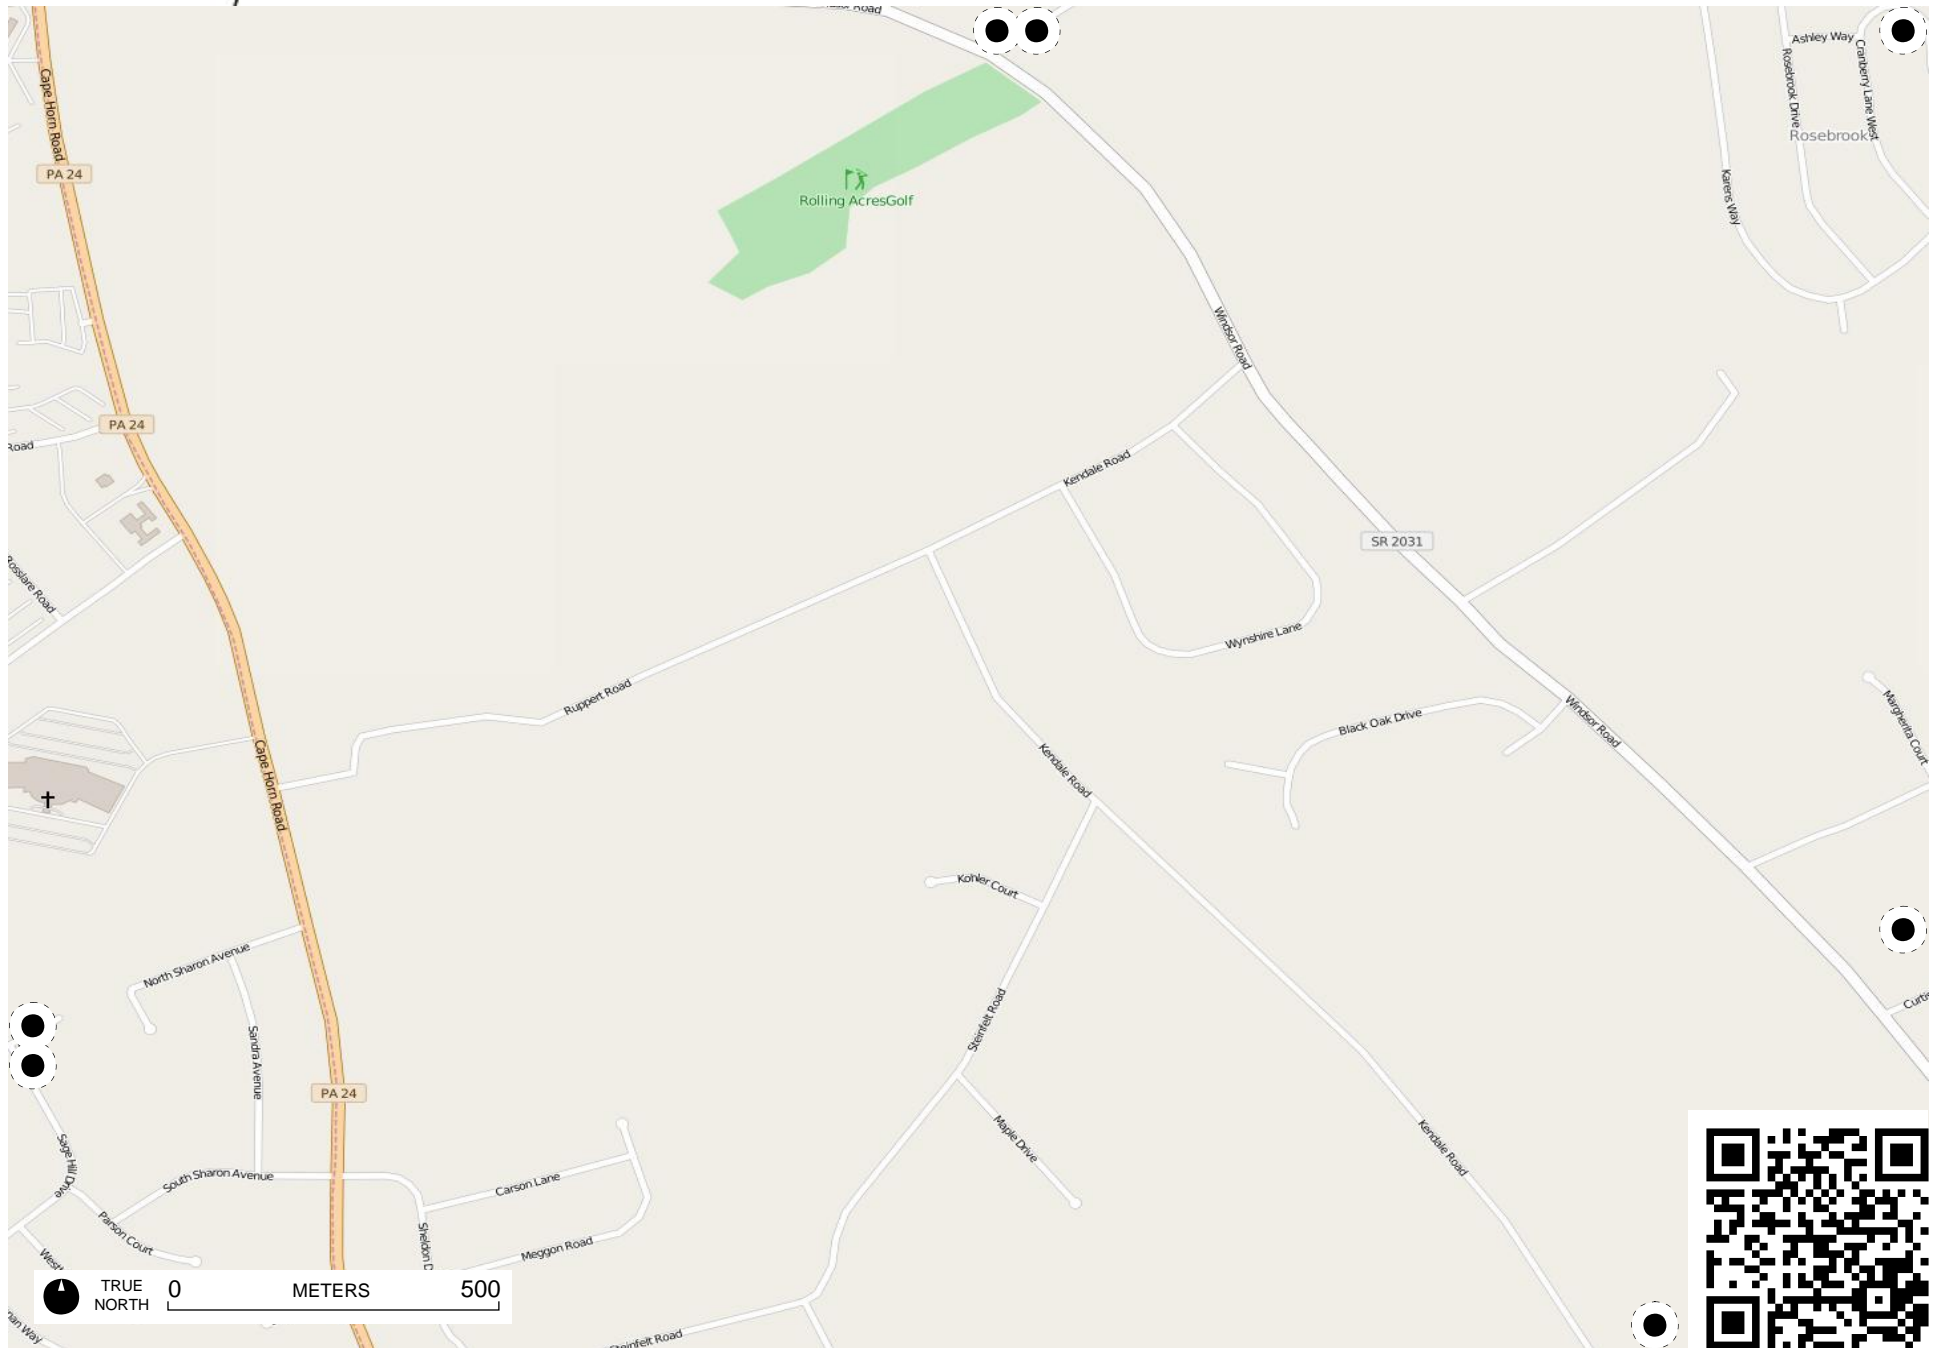 Cape Horn Road
PA 24
Rolling AcresGolf
Ashley Way
Rosebrook Drive
Cranberry Lane West
Rosebrook
Karens Way
Windsor Road
PA 24
Road
Kendale Road
SR 2031
Rosslare Road
Wynshire Lane
Ruppert Road
Black Oak Drive
Windsor Road
Margherita Court
Cape Horn Road
Kendale Road
Kohler Court
North Sharon Avenue
Sandra Avenue
Steinfelt Road
Curtis
PA 24
Maple Drive
Kendale Road
Sage Hill Drive
South Sharon Avenue
Carson Lane
Parson Court
Sheldon D
Meggon Road
TRUE
NORTH
0 METERS 500
Steinfelt Road